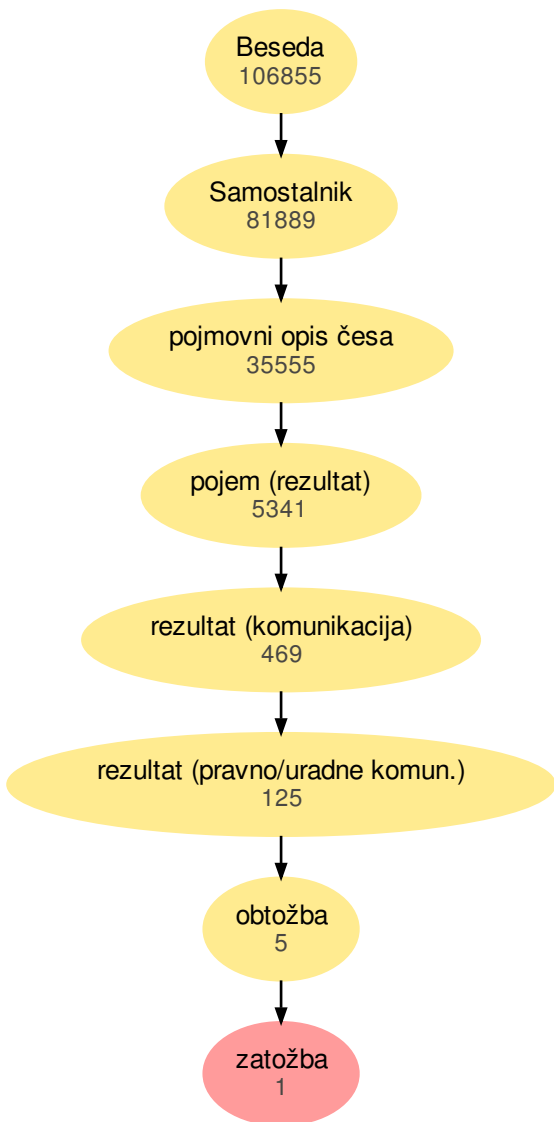 Beseda
106855
Samostalnik
81889
pojmovni opis česa
35555
pojem (rezultat)
5341
rezultat (komunikacija)
469
rezultat (pravno/uradne komun.)
125
obtožba
5
zatožba
1